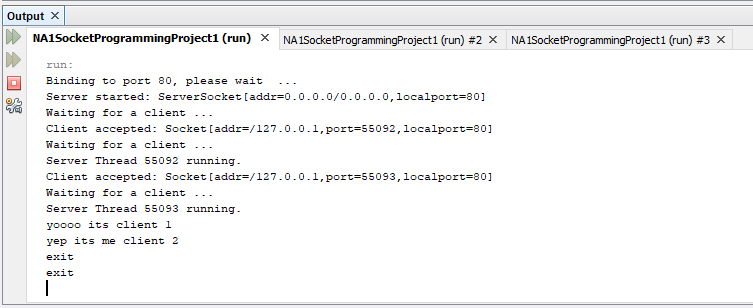 Output
NA1SocketProgrammingProject1 (run)
NA1SocketProgrammingProject1 (run) #2
NA1SocketProgrammingProject1 (run) #3
run:
Binding to port 80, please wait  ...
Server started: ServerSocket[addr=0.0.0.0/0.0.0.0,localport=80]
Waiting for a client ...
Client accepted: Socket[addr=/127.0.0.1,port=55092,localport=80]
Waiting for a client ...
Server Thread 55092 running.
Client accepted: Socket[addr=/127.0.0.1,port=55093,localport=80]
Waiting for a client ...
Server Thread 55093 running.
yoooo its client 1
yep its me client 2
exit
exit